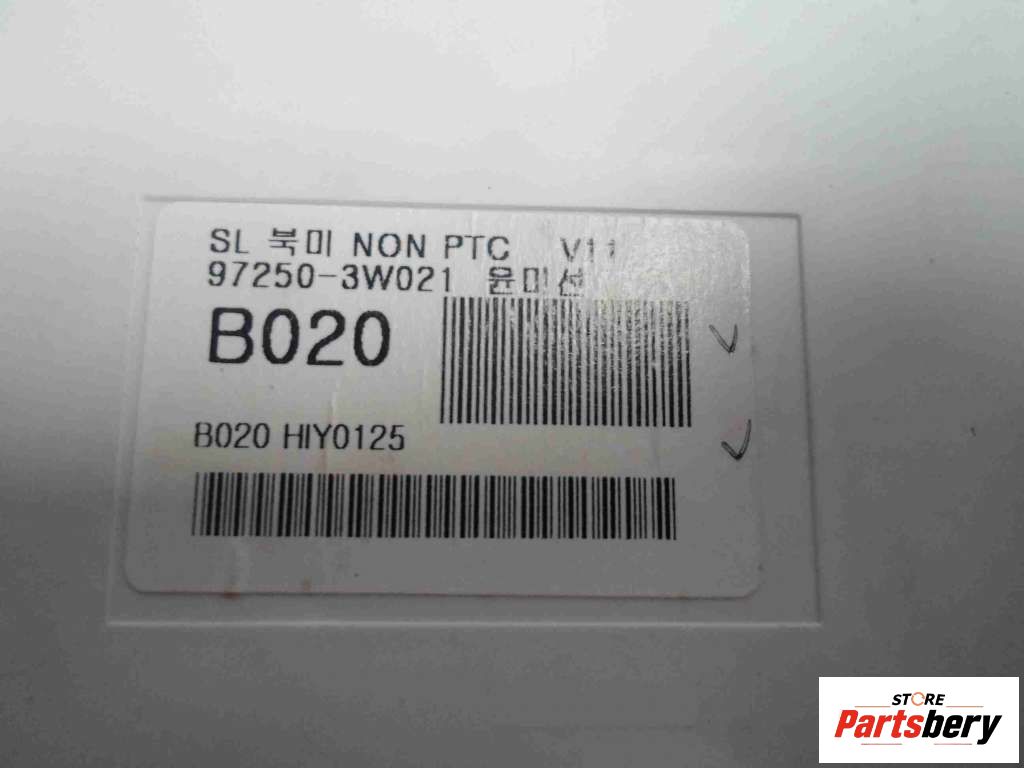 SL 북미 NON PTC V11
97250-3W021 윤미선
B020
B020 HIY0125
STORE
Partsbery